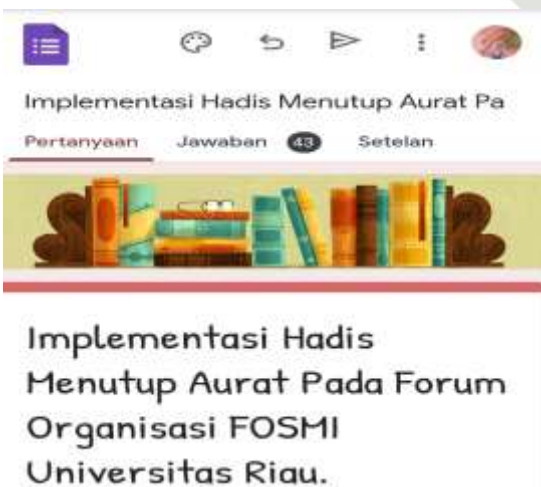 Implementasi Hadis Menutup Aurat Pa
Pertanyaan Jawaban 43 Setelan
Implementasi Hadis
Menutup Aurat Pada Forum
Organisasi FOSMI
Universitas Riau.